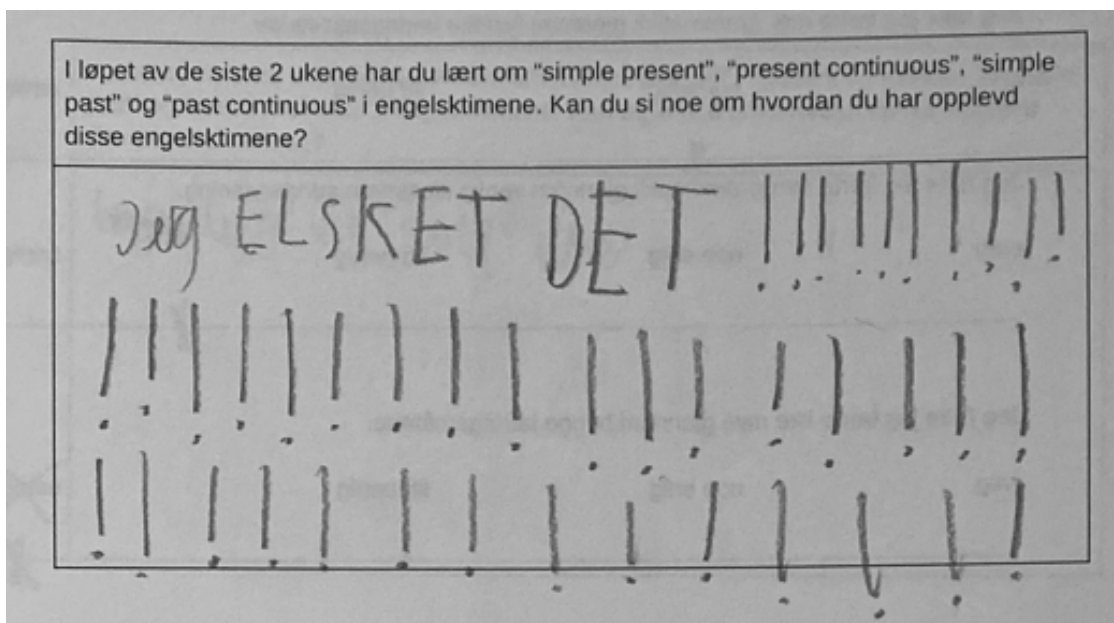 I løpet av de siste 2 ukene har du lært om “simple present”, “present continuous”, “simple
past” og “past continuous” i engelsktimene. Kan du si noe om hvordan du har opplevd
disse engelsktimene?
Jeg ELSKET DET !!!!!!!!!!!
!!!!!!!!!!!!!!!!!
!!!!!!!!!!!!!!